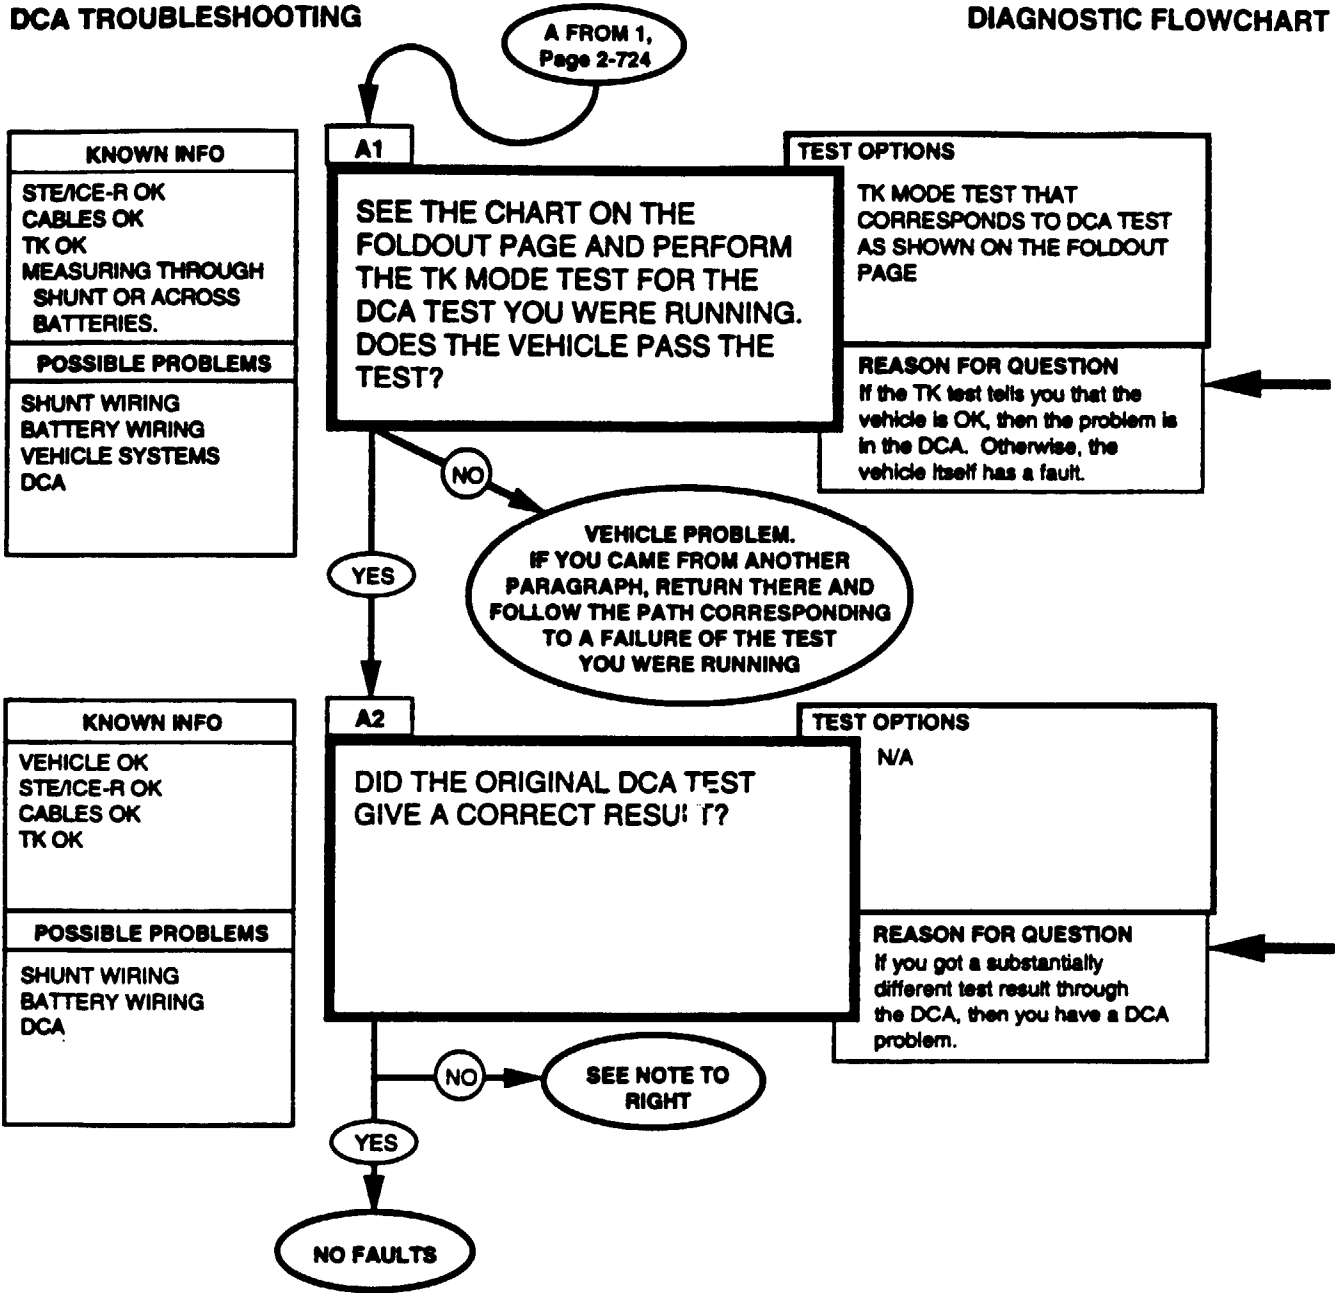 DCA TROUBLESHOOTING
DIAGNOSTIC FLOWCHART
A FROM 1,
Page 2-724
KNOWN INFO
STE/ICE-R OK
CABLES OK
TK OK
MEASURING THROUGH
SHUNT OR ACROSS
BATTERIES.
POSSIBLE PROBLEMS
SHUNT WIRING
BATTERY WIRING
VEHICLE SYSTEMS
DCA
A1
SEE THE CHART ON THE
FOLDOUT PAGE AND PERFORM
THE TK MODE TEST FOR THE
DCA TEST YOU WERE RUNNING.
DOES THE VEHICLE PASS THE
TEST?
TEST OPTIONS
TK MODE TEST THAT
CORRESPONDS TO DCA TEST
AS SHOWN ON THE FOLDOUT
PAGE
REASON FOR QUESTION
If the TK test tells you that the
vehicle is OK, then the problem is
in the DCA. Otherwise, the
vehicle itself has a fault.
NO
VEHICLE PROBLEM.
IF YOU CAME FROM ANOTHER
PARAGRAPH, RETURN THERE AND
FOLLOW THE PATH CORRESPONDING
TO A FAILURE OF THE TEST
YOU WERE RUNNING
YES
KNOWN INFO
VEHICLE OK
STE/ICE-R OK
CABLES OK
TK OK
POSSIBLE PROBLEMS
SHUNT WIRING
BATTERY WIRING
DCA
A2
DID THE ORIGINAL DCA TEST
GIVE A CORRECT RESULT?
TEST OPTIONS
N/A
REASON FOR QUESTION
If you got a substantially
different test result through
the DCA, then you have a DCA
problem.
NO
SEE NOTE TO
RIGHT
YES
NO FAULTS